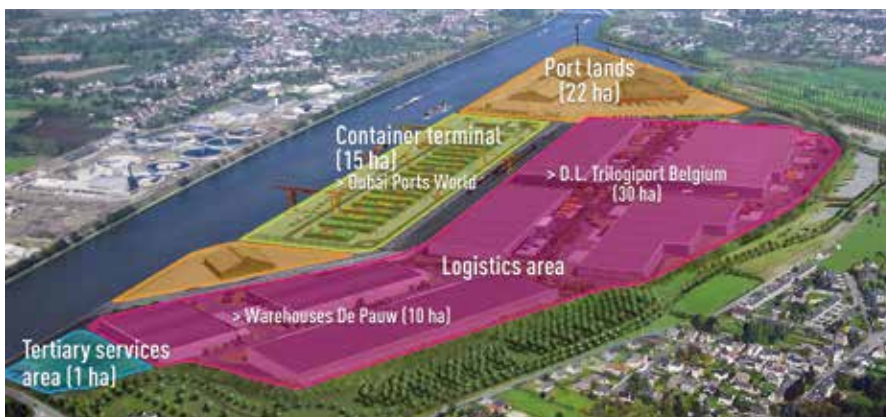 Port lands
(22 ha)
Container terminal
(15 ha)
> Dubai Ports World
> D.L. Trilogiport Belgium
(30 ha)
Logistics area
> Warehouses De Pauw (10 ha)
Tertiary services
area (1 ha)